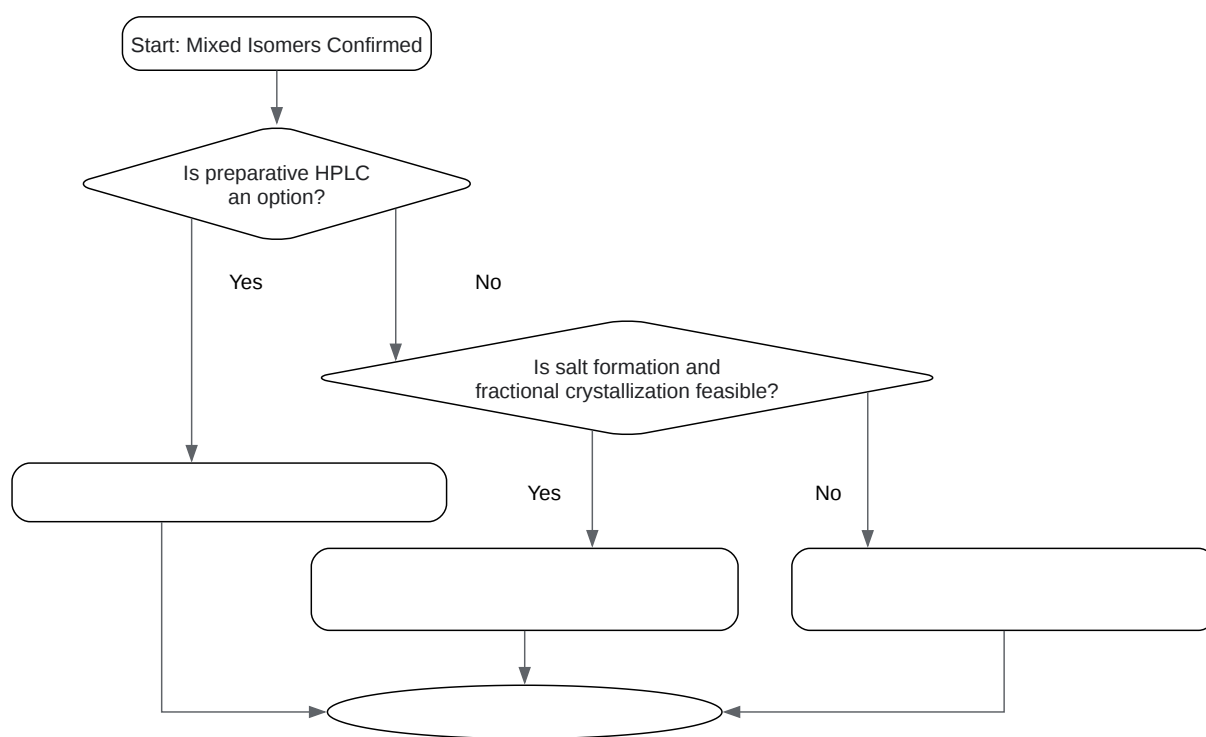 Start: Mixed Isomers Confirmed
Is preparative HPLC
an option?
Yes
No
Is salt formation and
fractional crystallization feasible?
Yes
No